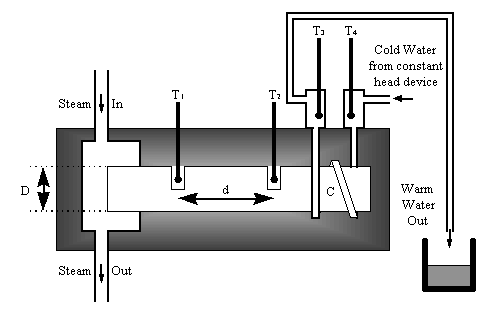 T₃
T₄
Cold Water
from constant
head device
Steam
In
T₁
T₂
D
d
C
Warm
Water
Out
Steam
Out